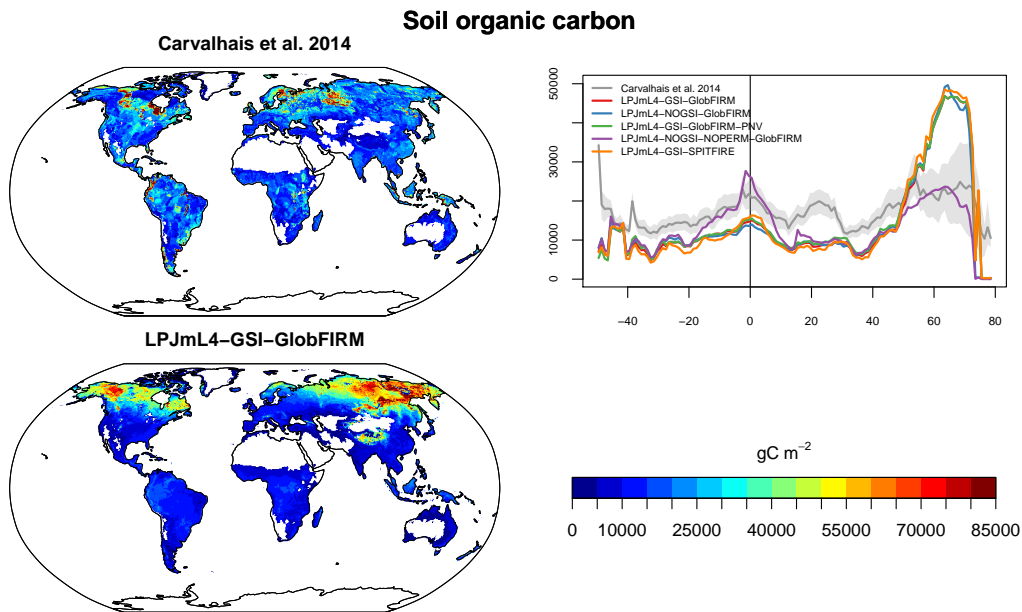 Soil organic carbon
Carvalhais et al. 2014
LPJmL4−GSI−GlobFIRM
50000
30000
10000
0
Carvalhais et al. 2014
LPJmL4−GSI−GlobFIRM
LPJmL4−NOGSI−GlobFIRM
LPJmL4−GSI−GlobFIRM−PNV
LPJmL4−NOGSI−NOPERM−GlobFIRM
LPJmL4−GSI−SPITFIRE
−40 −20 0 20 40 60 80
gC m−2
0 10000 25000 40000 55000 70000 85000